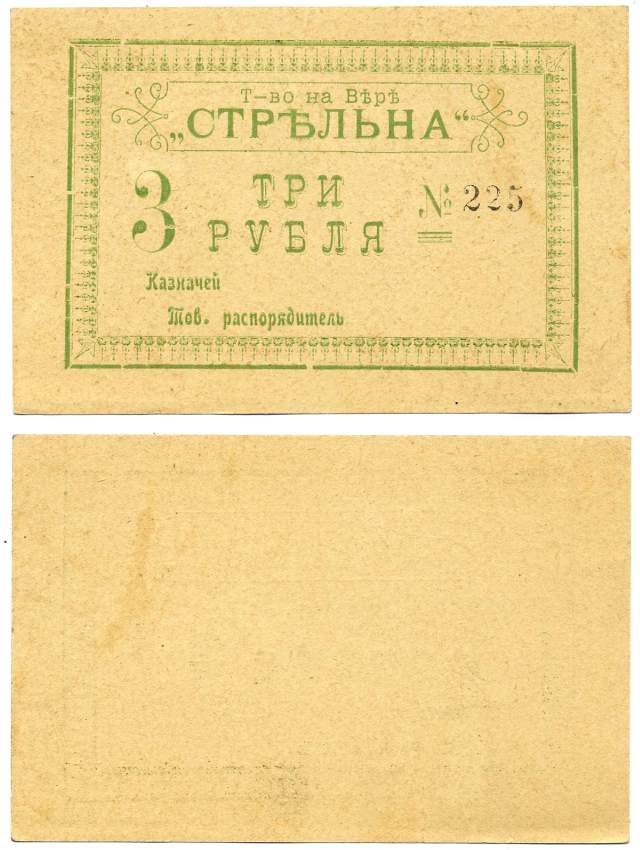 Т-во на Вѣрѣ
„СТРѢЛЬНА“
3 ТРИ РУБЛЯ № 225
Казначей
Тов. распорядитель